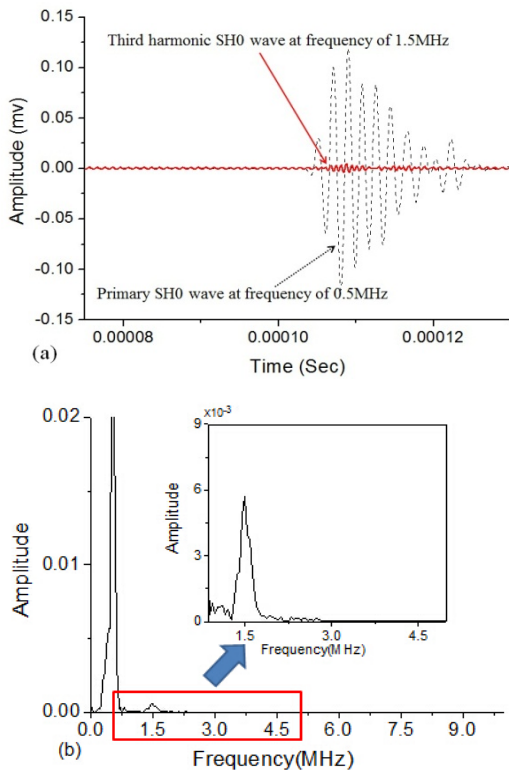 Third harmonic SH0 wave at frequency of 1.5MHz
0.15
0.10
0.05
0.00
-0.05
-0.10
-0.15
Amplitude (mv)
Primary SH0 wave at frequency of 0.5MHz
0.00008
0.00010
0.00012
(a)
Time (Sec)
0.02
0.01
0.00
Amplitude
x10-3
9
6
3
0
Amplitude
1.5
3.0
4.5
Frequency(MHz)
0.0
1.5
3.0
4.5
6.0
7.5
9.0
(b)
Frequency(MHz)